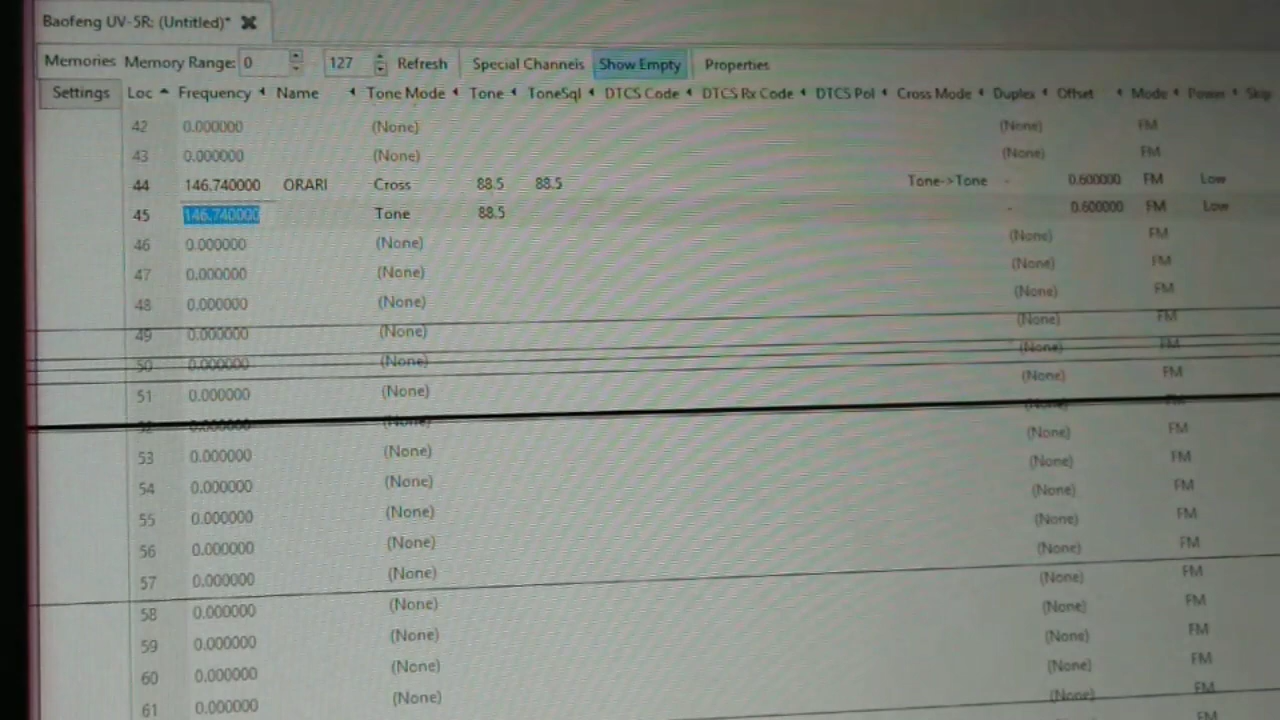 Baofeng UV-5R: (Untitled)*
Memories Memory Range: 0 127 Refresh Special Channels Show Empty Properties
Settings Loc Frequency Name Tone Mode Tone ToneSql DTCS Code DTCS Rx Code DTCS Pol Cross Mode Duplex Offset Mode Power Skip
42 0.000000 (None) (None) FM
43 0.000000 (None) (None) FM
44 146.740000 ORARI Cross 88.5 88.5 Tone->Tone - 0.600000 FM Low
45 146.740000 Tone 88.5 - 0.600000 FM Low
46 0.000000 (None) (None) FM
47 0.000000 (None) (None) FM
48 0.000000 (None) (None) FM
49 0.000000 (None) (None) FM
50 0.000000 (None) (None) FM
51 0.000000 (None) (None) FM
52 0.000000 (None) (None) FM
53 0.000000 (None) (None) FM
54 0.000000 (None) (None) FM
55 0.000000 (None) (None) FM
56 0.000000 (None) (None) FM
57 0.000000 (None) (None) FM
58 0.000000 (None) (None) FM
59 0.000000 (None) (None) FM
60 0.000000 (None) (None) FM
61 0.000000 (None) (None) FM
FM